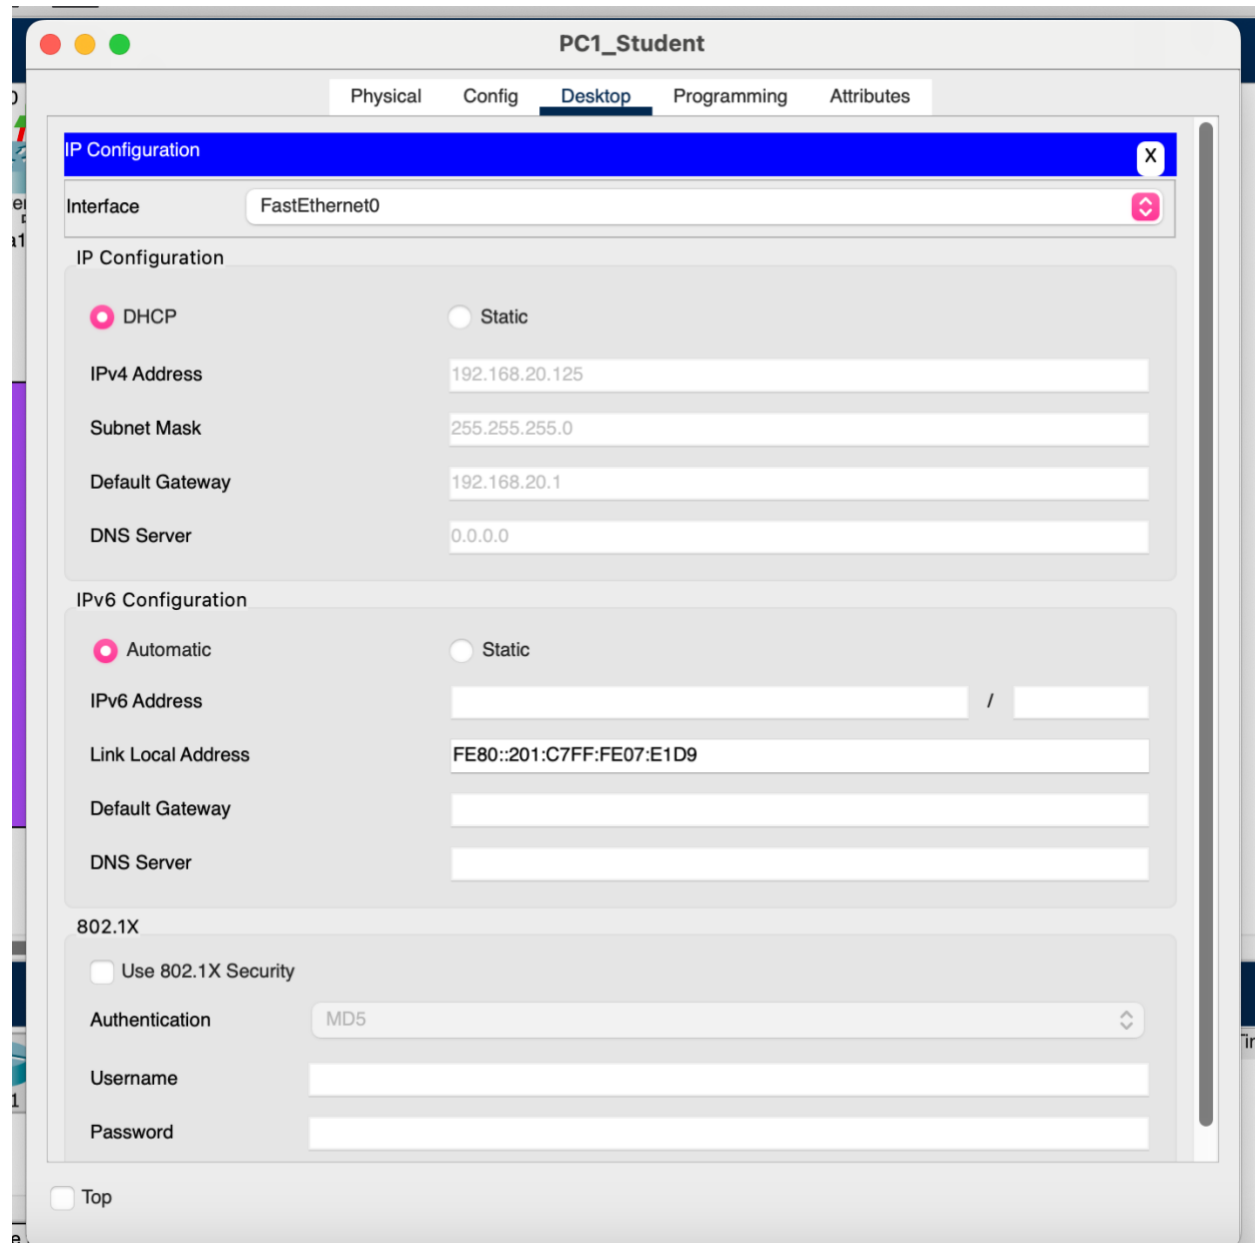 PC1_Student
Physical Config Desktop Programming Attributes
IP Configuration X
Interface FastEthernet0
IP Configuration
DHCP Static
IPv4 Address 192.168.20.125
Subnet Mask 255.255.255.0
Default Gateway 192.168.20.1
DNS Server 0.0.0.0
IPv6 Configuration
Automatic Static
IPv6 Address /
Link Local Address FE80::201:C7FF:FE07:E1D9
Default Gateway
DNS Server
802.1X
Use 802.1X Security
Authentication MD5
Username
Password
Top